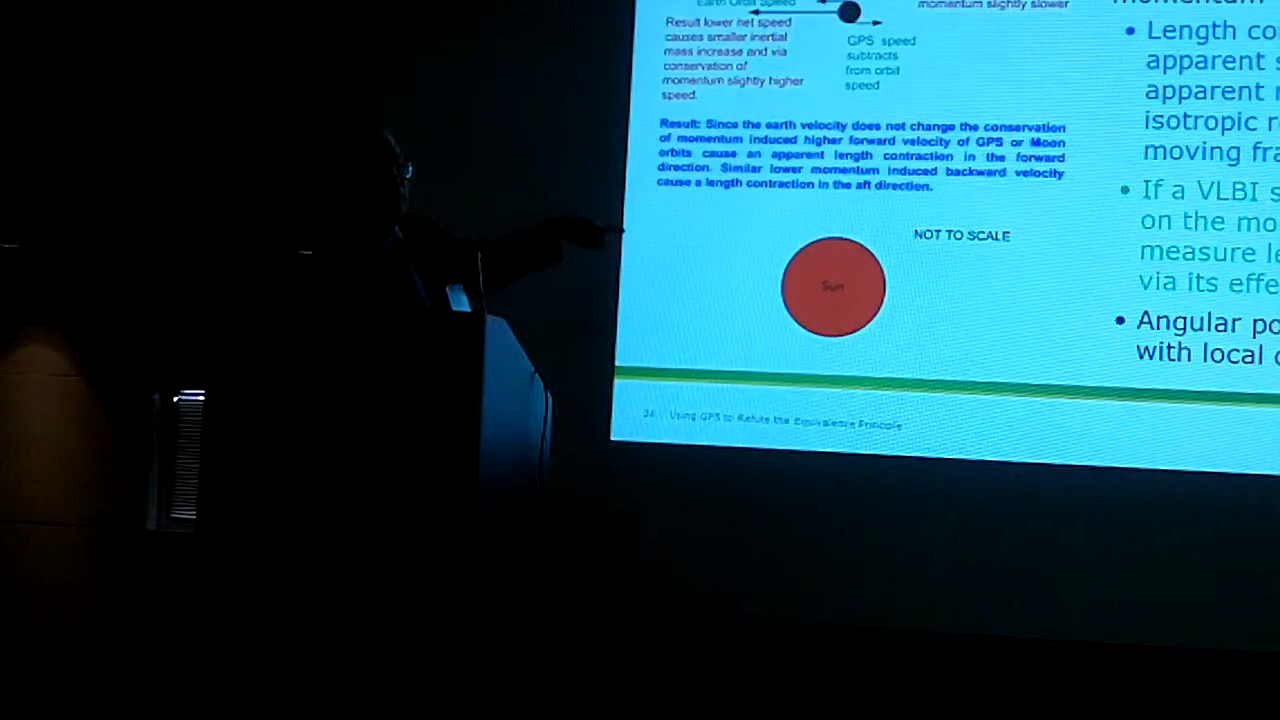 Earth Orbit Speed
momentum slightly slower
Result lower net speed
causes smaller inertial
mass increase and via
conservation of
momentum slightly higher
speed.
GPS speed
subtracts
from orbit
speed
Result: Since the earth velocity does not change the conservation
of momentum induced higher forward velocity of GPS or Moon
orbits cause an apparent length contraction in the forward
direction. Similar lower momentum induced backward velocity
cause a length contraction in the aft direction.
NOT TO SCALE
Sun
Using GPS to Refute the Equivalence Principle
• Length co
apparent s
apparent
isotropic r
moving fra
• If a VLBI s
on the mo
measure le
via its effe
• Angular po
with local